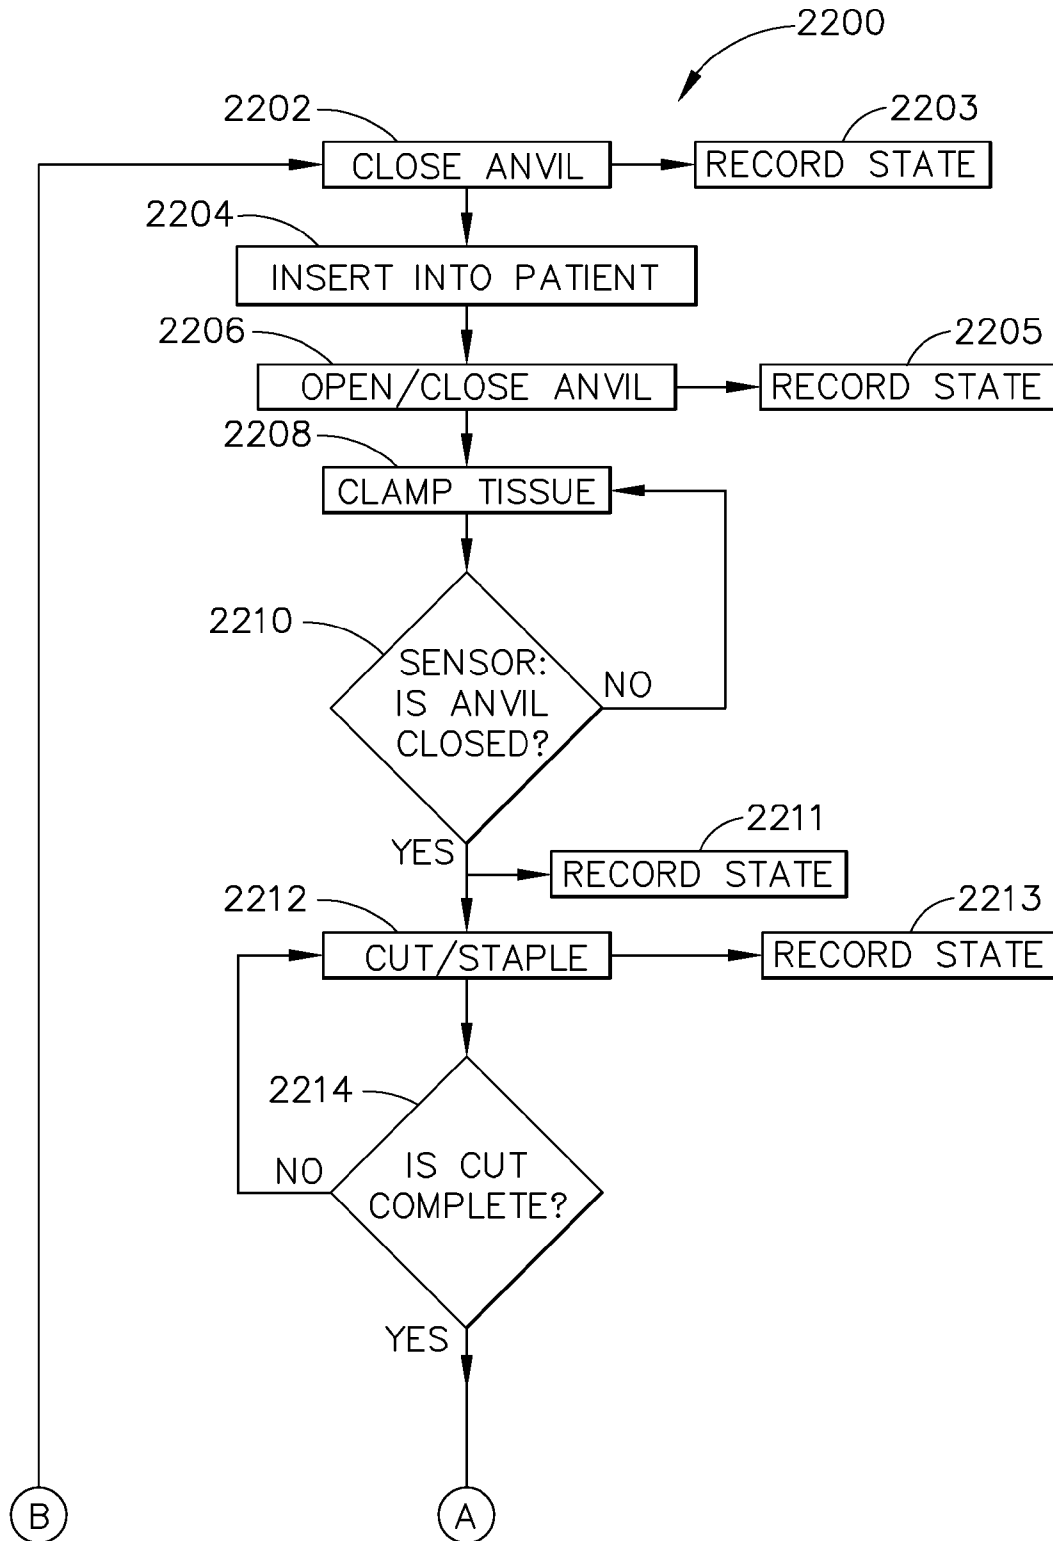 2200
2202
2203
CLOSE ANVIL
RECORD STATE
2204
INSERT INTO PATIENT
2206
2205
OPEN/CLOSE ANVIL
RECORD STATE
2208
CLAMP TISSUE
2210
SENSOR:
IS ANVIL
CLOSED?
NO
YES
2211
RECORD STATE
2212
2213
CUT/STAPLE
RECORD STATE
2214
NO
IS CUT
COMPLETE?
YES
B
A